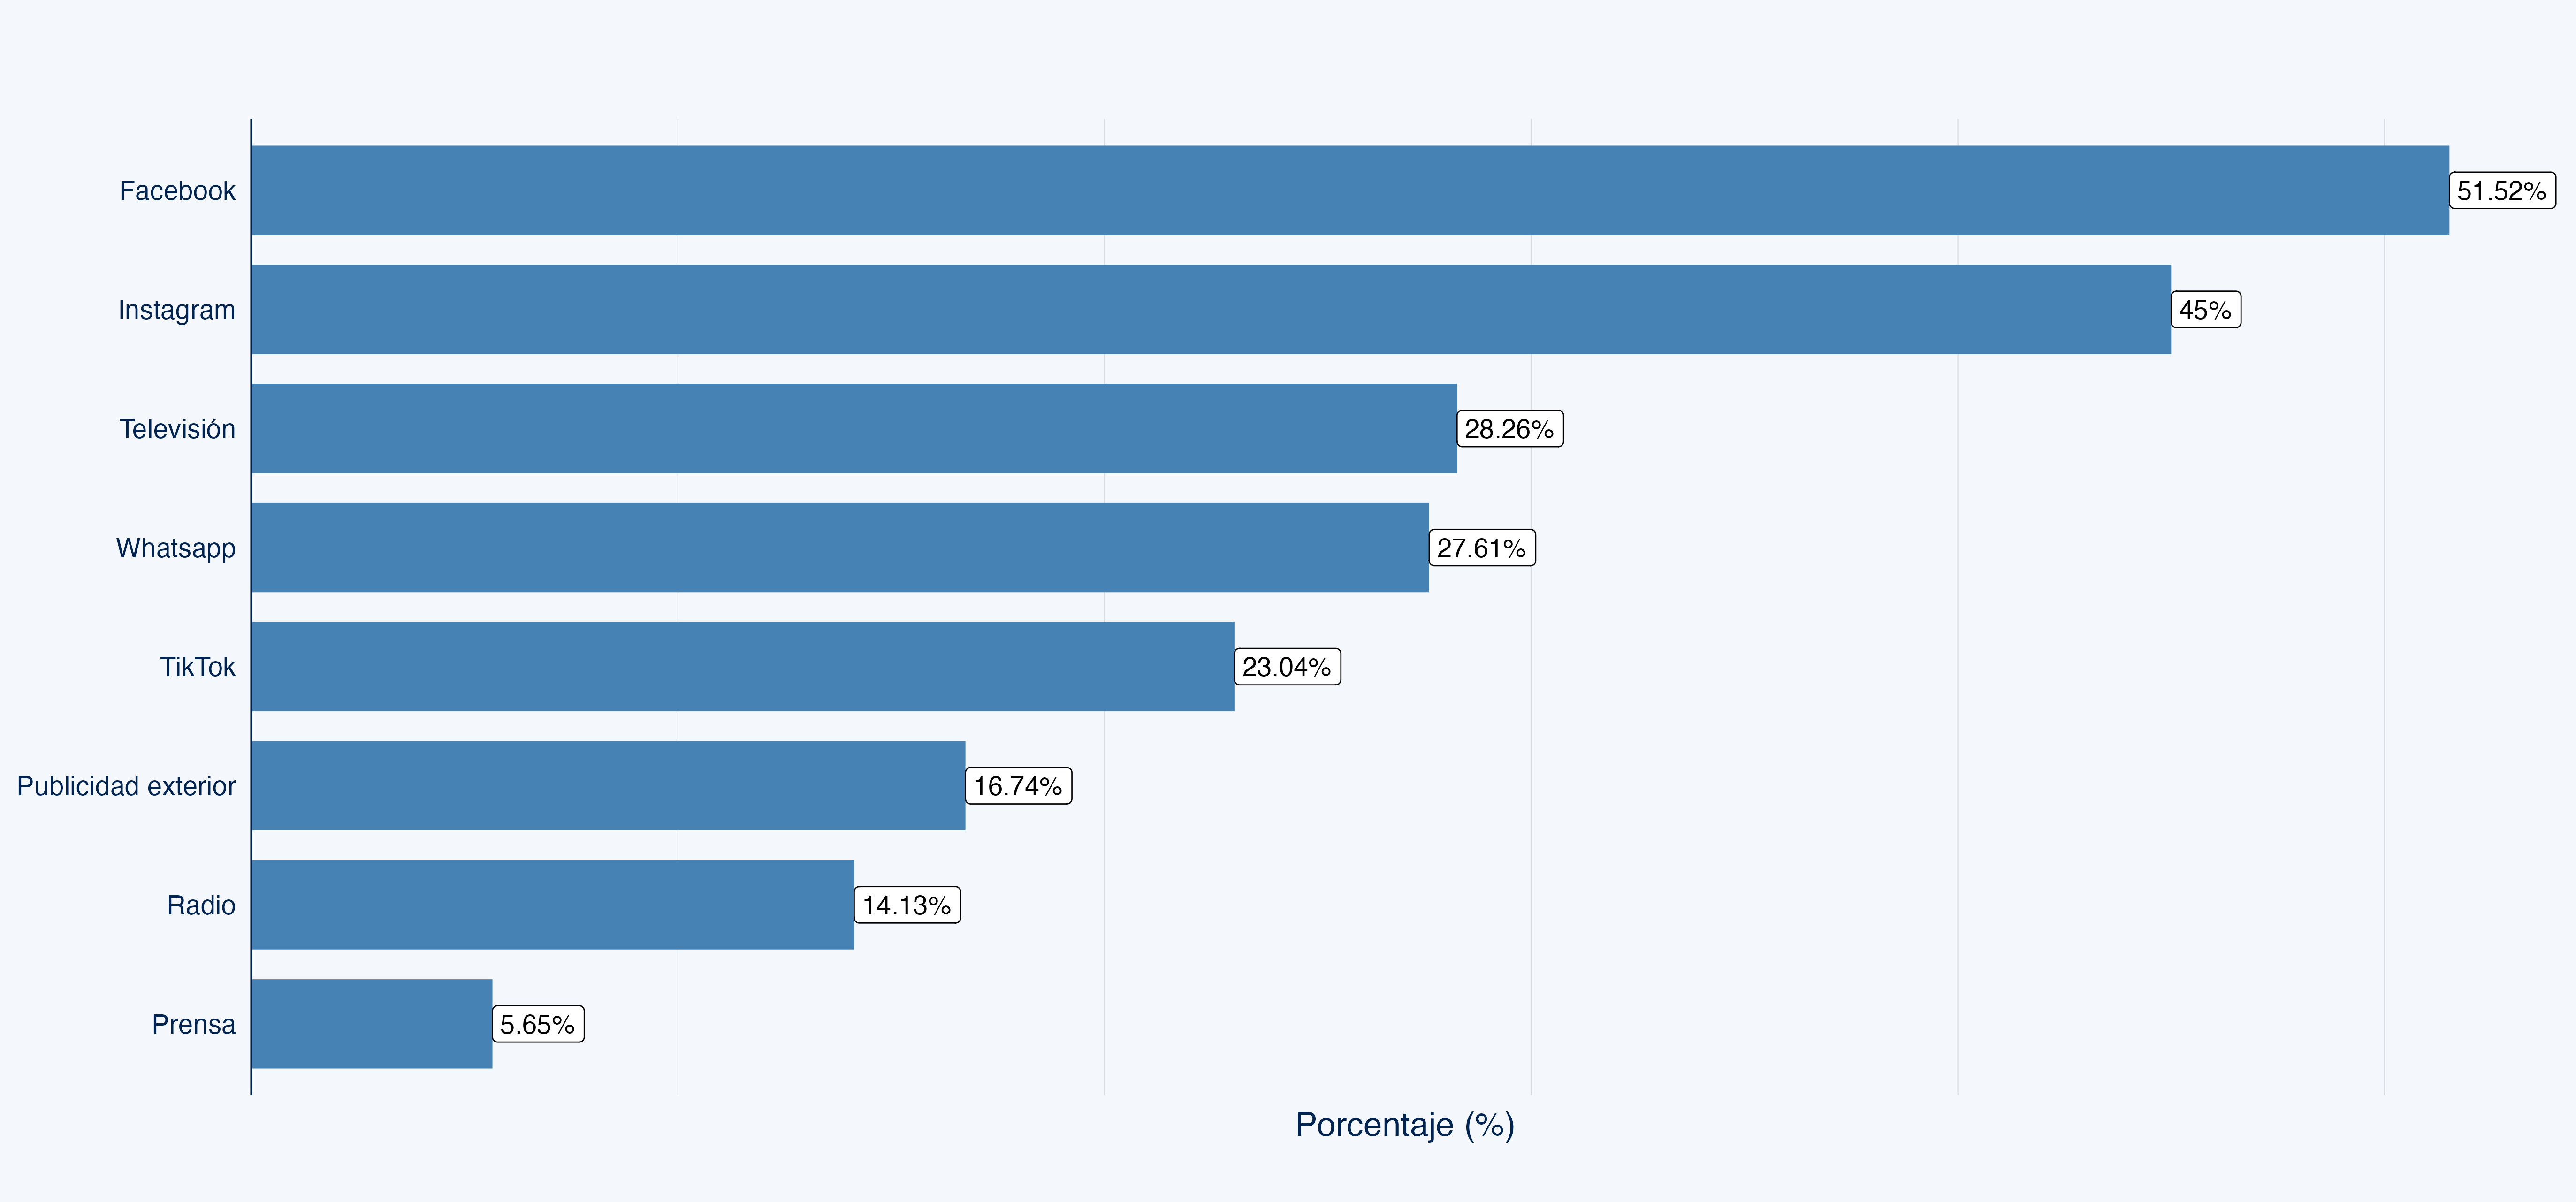 Facebook 51.52%
Instagram 45%
Televisión 28.26%
Whatsapp 27.61%
TikTok 23.04%
Publicidad exterior 16.74%
Radio 14.13%
Prensa 5.65%
Porcentaje (%)